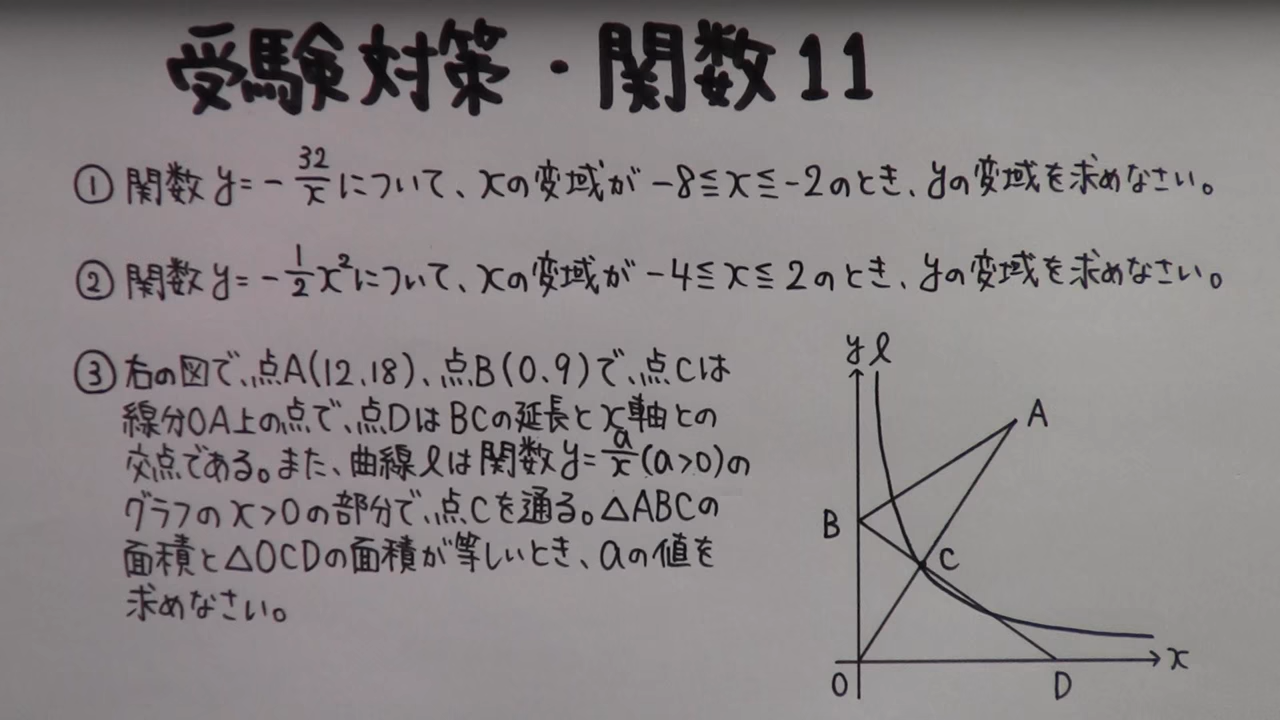 受験対策・関数11
① 関数 y=-32/x について、xの変域が -8≦x≦-2のとき、yの変域を求めなさい。
② 関数 y=-1/2x²について、xの変域が -4≦x≦2のとき、yの変域を求めなさい。
③ 右の図で、点A(12,18)、点B(0,9)で、点Cは
線分OA上の点で、点DはBCの延長とx軸との
交点である。また、曲線ℓは関数y=a/x(a>0)の
グラフのx>0の部分で、点Cを通る。△ABCの
面積と△OCDの面積が等しいとき、aの値を
求めなさい。
y ℓ
A
B
C
O
D
x